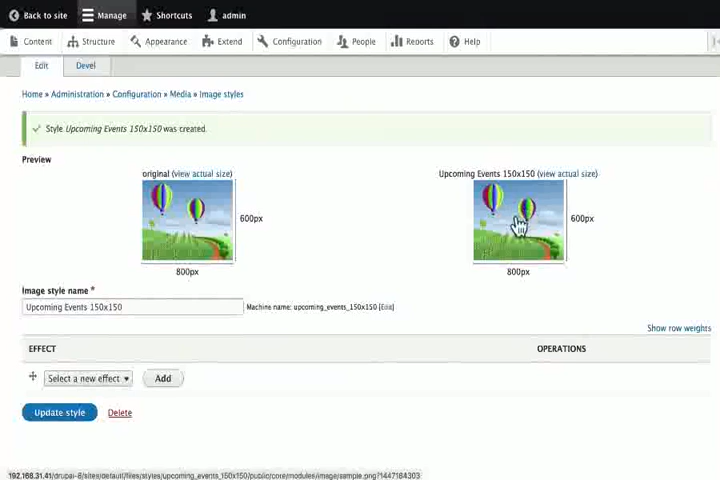 Back to site Manage Shortcuts admin
Content Structure Appearance Extend Configuration People Reports Help
Edit Devel
Home » Administration » Configuration » Media » Image styles
Style Upcoming Events 150x150 was created.
Preview
original (view actual size) Upcoming Events 150x150 (view actual size)
600px 600px
800px 800px
Image style name *
Upcoming Events 150x150 Machine name: upcoming_events_150x150 [Edit]
Show row weights
EFFECT OPERATIONS
Select a new effect Add
Update style Delete
192.168.31.41/drupal-8/sites/default/files/styles/upcoming_events_150x150/public/core/modules/image/sample.png?1447184303